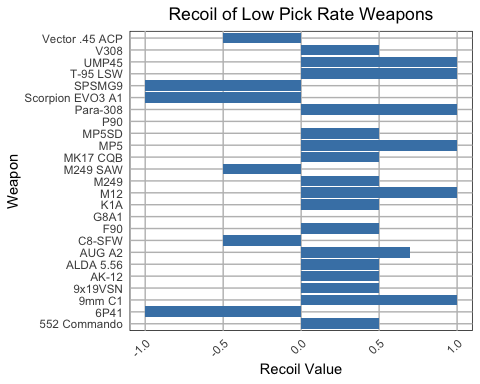 Recoil of Low Pick Rate Weapons
Weapon
Vector .45 ACP
V308
UMP45
T-95 LSW
SPSMG9
Scorpion EVO3 A1
Para-308
P90
MP5SD
MP5
MK17 CQB
M249 SAW
M249
M12
K1A
G8A1
F90
C8-SFW
AUG A2
ALDA 5.56
AK-12
9x19VSN
9mm C1
6P41
552 Commando
-1.0 -0.5 0.0 0.5 1.0
Recoil Value